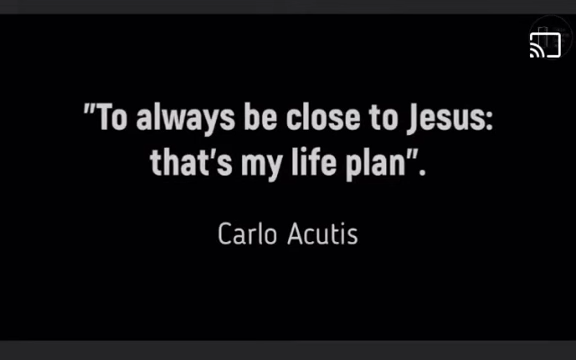 "To always be close to Jesus:
that's my life plan".
Carlo Acutis